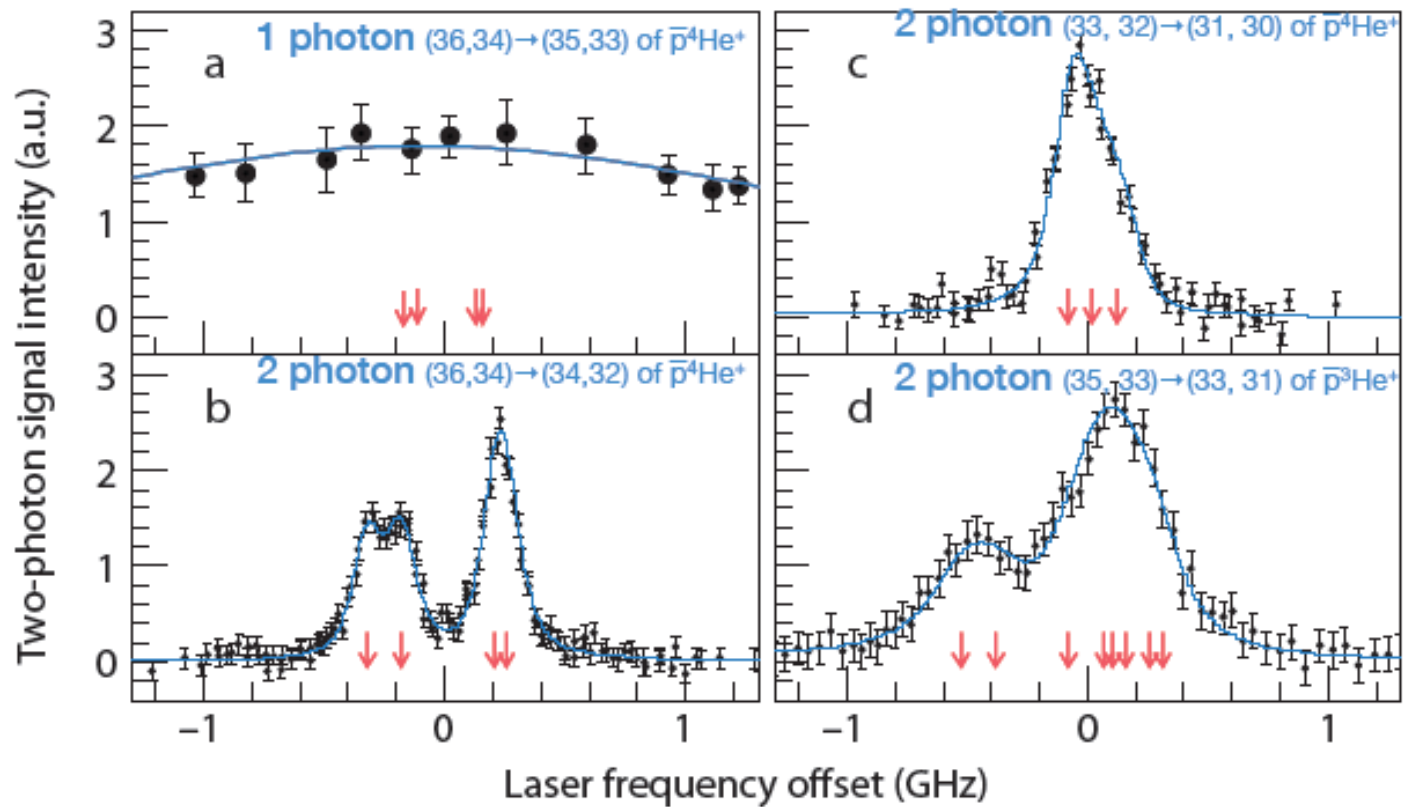 Two-photon signal intensity (a.u.)
3
2
1
0
a
1 photon (36,34)→(35,33) of p̅⁴He⁺
c
2 photon (33, 32)→(31, 30) of p̅⁴He⁺
3
2
1
0
b
2 photon (36,34)→(34,32) of p̅⁴He⁺
d
2 photon (35, 33)→(33, 31) of p̅³He⁺
−1 0 1
−1 0 1
Laser frequency offset (GHz)